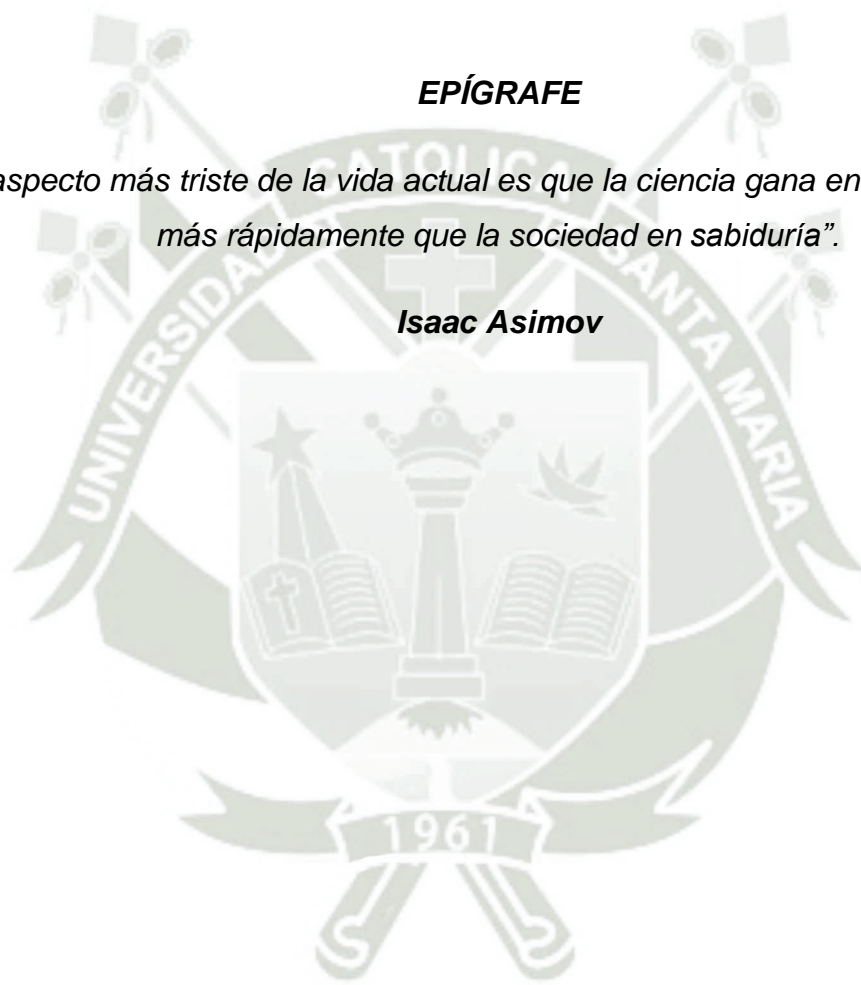 EPÍGRAFE
aspecto más triste de la vida actual es que la ciencia gana en
más rápidamente que la sociedad en sabiduría”.
Isaac Asimov
UNIVERSIDAD CATOLICA SANTA MARIA
1961